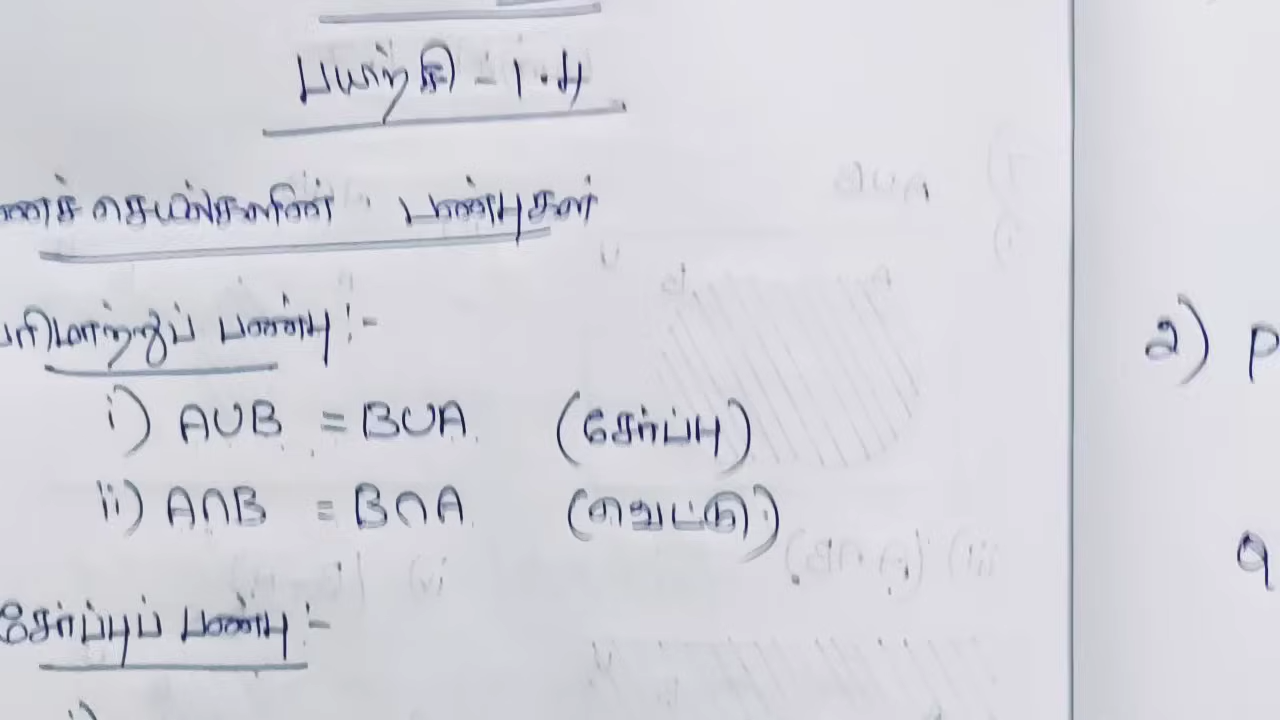 பயிற்சி - 1.4
கணச் செயல்களின் பண்புகள்
பரிமாற்றுப் பண்பு :-
i) A∪B = B∪A (சேர்ப்பு)
ii) A∩B = B∩A (வெட்டு)
சேர்ப்புப் பண்பு :-
i)
2) P
Q